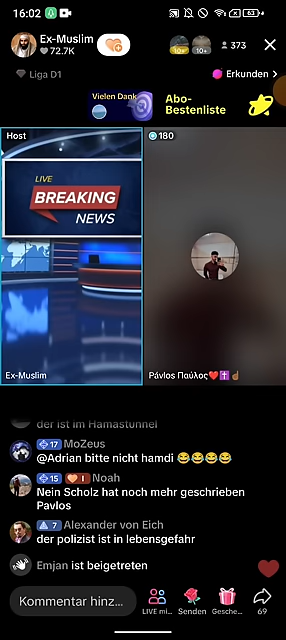 16:02
63
Ex-Muslim
72.7K
10+
10+
373
Liga D1
Erkunden
Vielen Dank
Abo-
Bestenliste
Host
180
LIVE
BREAKING
NEWS
Ex-Muslim
Pávlos Παύλος❤️✝️☝🏾
der ist im Hamastunnel
17 MoZeus
@Adrian bitte nicht hamdi 😂😂😂😂
15 I Noah
Nein Scholz hat noch mehr geschrieben
Pavlos
7 Alexander von Eich
der polizist ist in lebensgefahr
Emjan ist beigetreten
Kommentar hinz...
LIVE mi...
Senden
Gesche...
69